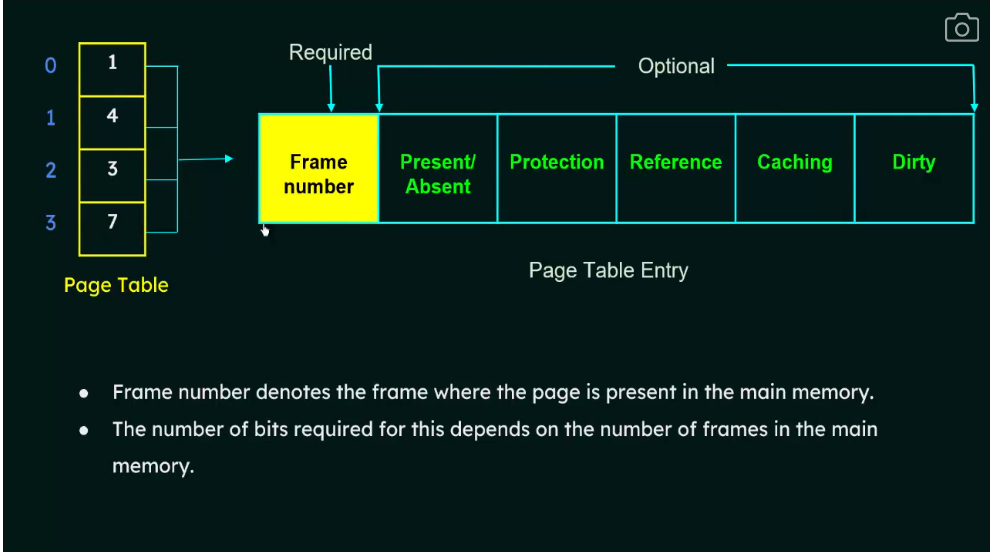 Required
Optional
0 1
1 4
2 3
3 7
Frame
number
Present/
Absent
Protection
Reference
Caching
Dirty
Page Table
Page Table Entry
● Frame number denotes the frame where the page is present in the main memory.
● The number of bits required for this depends on the number of frames in the main
memory.